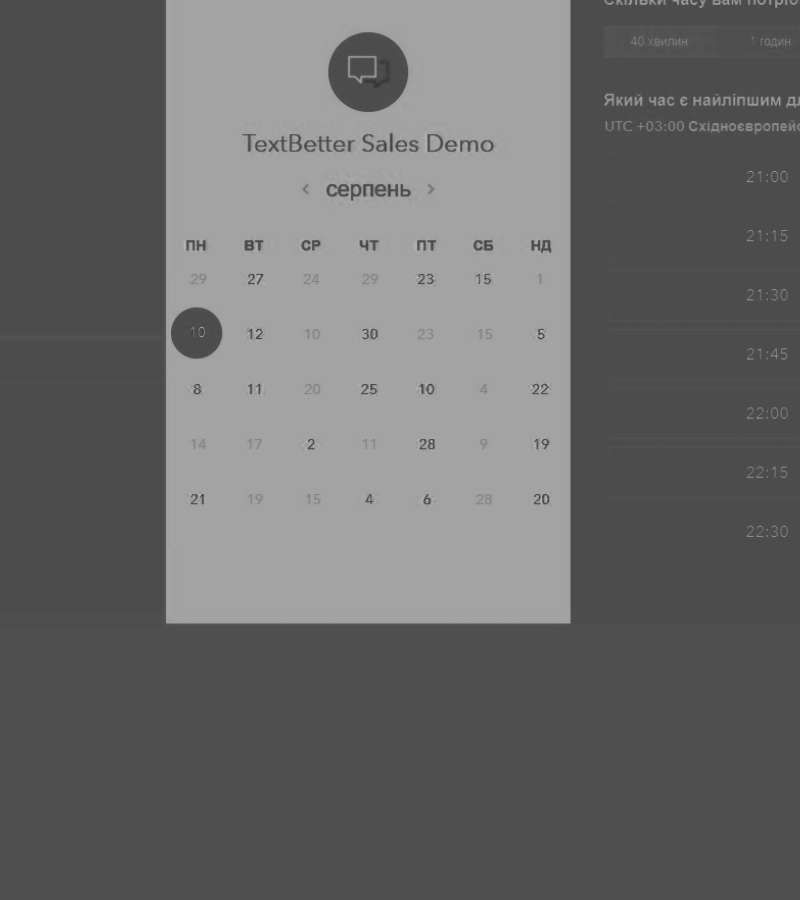 TextBetter Sales Demo
< серпень >
ПН ВТ СР ЧТ ПТ СБ НД
29 27 24 29 23 15 1
10 12 10 30 23 15 5
8 11 20 25 10 4 22
14 17 2 11 28 9 19
21 19 15 4 6 28 20
Скільки часу вам
40 хвилин 1 годин
Який час є найліпшим
UTC +03:00
21:00
21:15
21:30
21:45
22:00
22:15
22:30